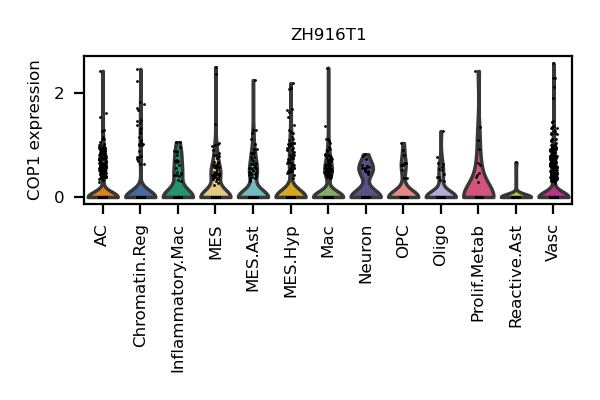 ZH916T1
COP1 expression
2
0
AC
Chromatin.Reg
Inflammatory.Mac
MES
MES.Ast
MES.Hyp
Mac
Neuron
OPC
Oligo
Prolif.Metab
Reactive.Ast
Vasc